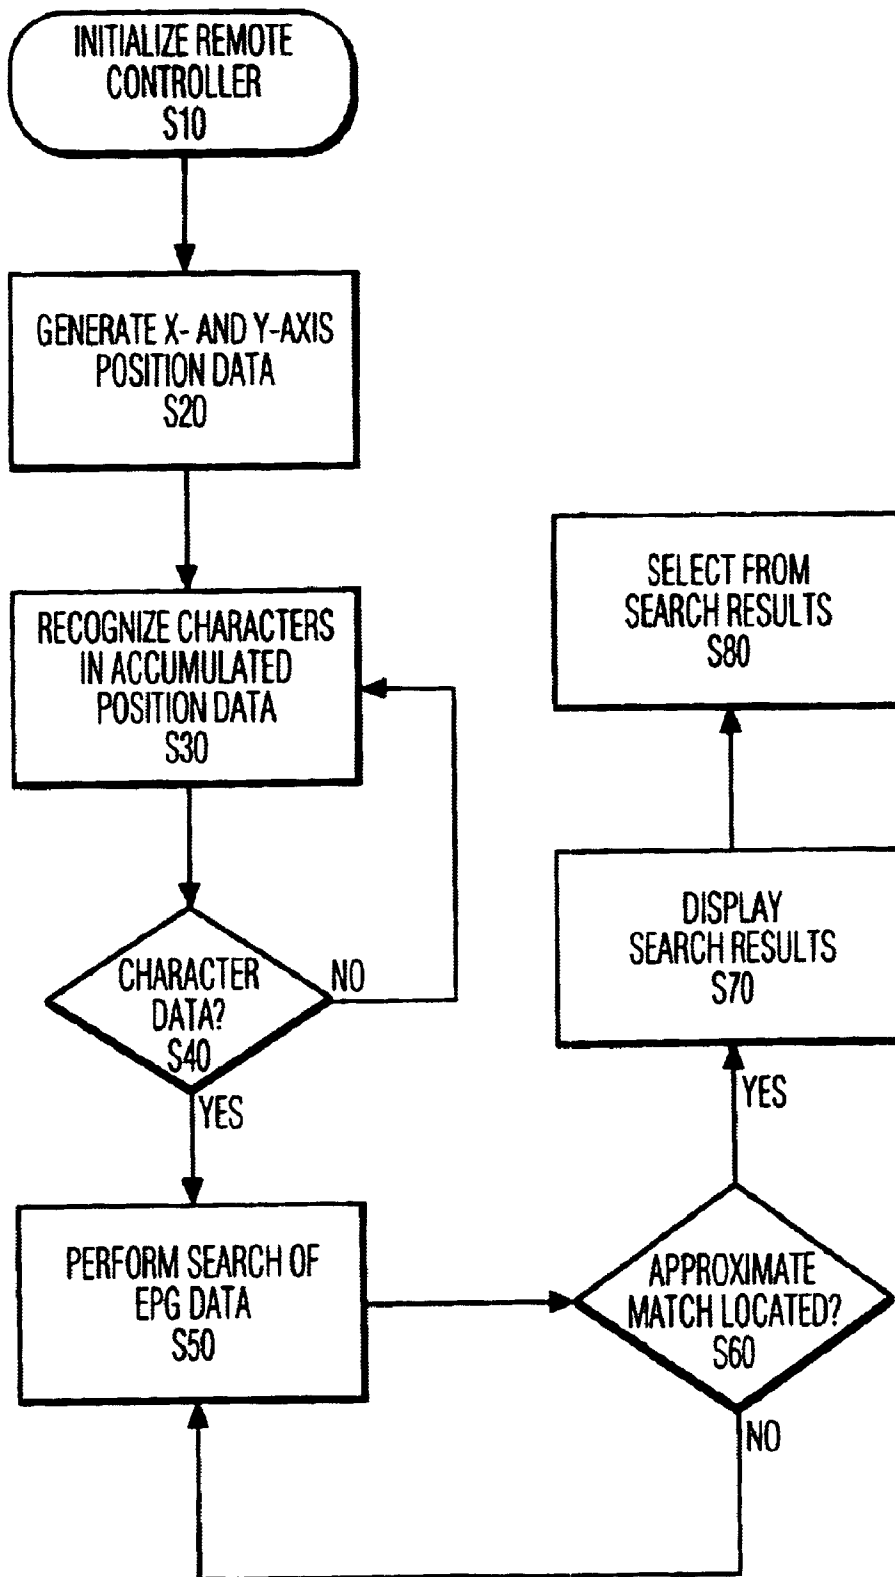 INITIALIZE REMOTE
CONTROLLER
S10
GENERATE X- AND Y-AXIS
POSITION DATA
S20
RECOGNIZE CHARACTERS
IN ACCUMULATED
POSITION DATA
S30
CHARACTER
DATA?
S40
NO
YES
PERFORM SEARCH OF
EPG DATA
S50
APPROXIMATE
MATCH LOCATED?
S60
NO
YES
DISPLAY
SEARCH RESULTS
S70
SELECT FROM
SEARCH RESULTS
S80